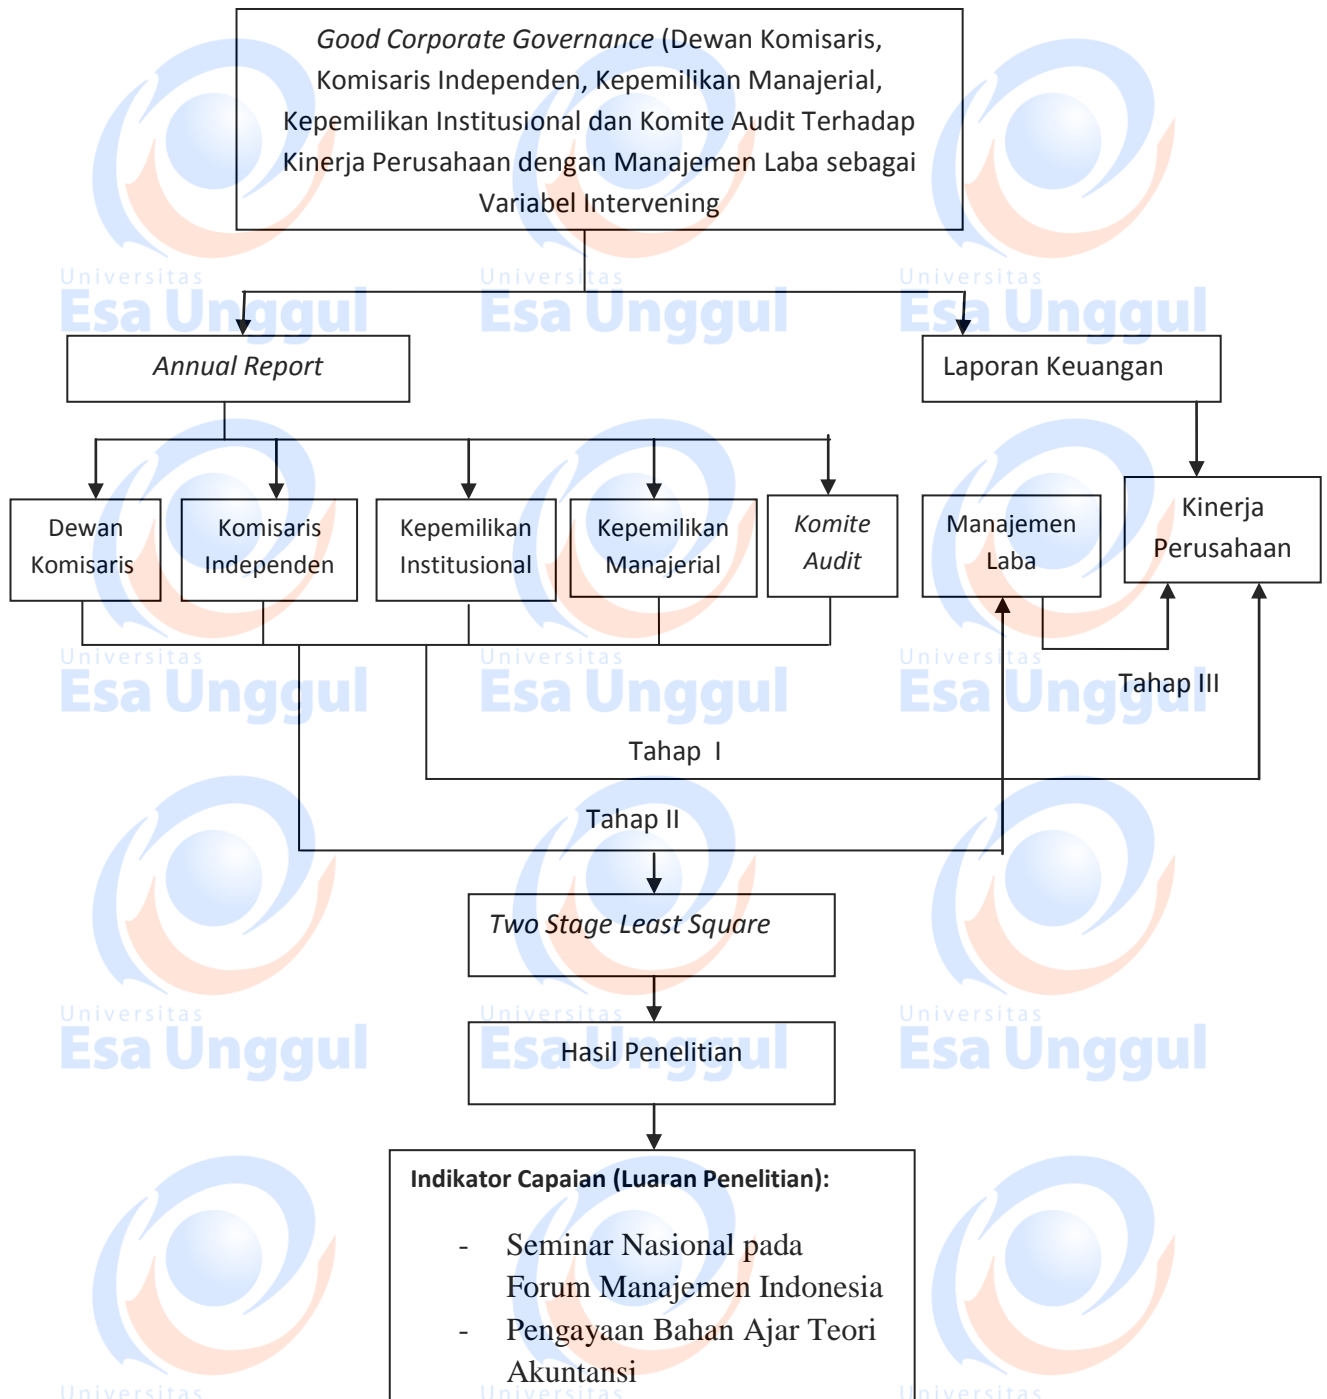 Good Corporate Governance (Dewan Komisaris,
Komisaris Independen, Kepemilikan Manajerial,
Kepemilikan Institusional dan Komite Audit Terhadap
Kinerja Perusahaan dengan Manajemen Laba sebagai
Variabel Intervening
Universitas
Esa Unggul
Universitas
Esa Unggul
Universitas
Esa Unggul
Annual Report
Laporan Keuangan
Dewan
Komisaris
Komisaris
Independen
Kepemilikan
Institusional
Kepemilikan
Manajerial
Komite
Audit
Manajemen
Laba
Kinerja
Perusahaan
Universitas
Esa Unggul
Universitas
Esa Unggul
Universitas
Esa Unggul
Tahap III
Tahap I
Tahap II
Two Stage Least Square
Universitas
Esa Unggul
Universitas
Esa Unggul
Universitas
Esa Unggul
Hasil Penelitian
Indikator Capaian (Luaran Penelitian):
- Seminar Nasional pada
Forum Manajemen Indonesia
- Pengayaan Bahan Ajar Teori
Akuntansi
Universitas
Universitas
Universitas